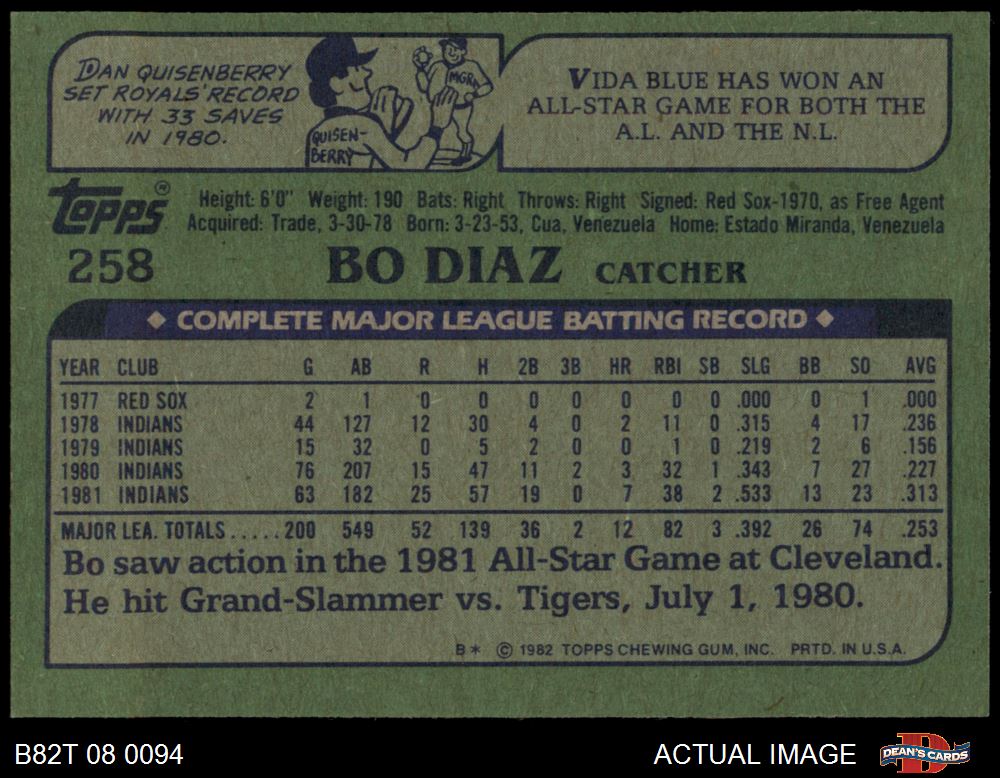 DAN QUISENBERRY
SET ROYALS' RECORD
WITH 33 SAVES
IN 1980.
QUISEN-
BERRY
MGR.
VIDA BLUE HAS WON AN
ALL-STAR GAME FOR BOTH THE
A.L. AND THE N.L.
Topps®
Height: 6'0" Weight: 190 Bats: Right Throws: Right Signed: Red Sox-1970, as Free Agent
Acquired: Trade, 3-30-78 Born: 3-23-53, Cua, Venezuela Home: Estado Miranda, Venezuela
258 BO DIAZ CATCHER
◆ COMPLETE MAJOR LEAGUE BATTING RECORD ◆
YEAR CLUB G AB R H 2B 3B HR RBI SB SLG BB SO AVG
1977 RED SOX 2 1 0 0 0 0 0 0 0 .000 0 1 .000
1978 INDIANS 44 127 12 30 4 0 2 11 0 .315 4 17 .236
1979 INDIANS 15 32 0 5 2 0 0 1 0 .219 2 6 .156
1980 INDIANS 76 207 15 47 11 2 3 32 1 .343 7 27 .227
1981 INDIANS 63 182 25 57 19 0 7 38 2 .533 13 23 .313
MAJOR LEA. TOTALS.....200 549 52 139 36 2 12 82 3 .392 26 74 .253
Bo saw action in the 1981 All-Star Game at Cleveland.
He hit Grand-Slammer vs. Tigers, July 1, 1980.
B* © 1982 TOPPS CHEWING GUM, INC. PRTD. IN U.S.A.
B82T 08 0094 ACTUAL IMAGE
D
DEAN'S CARDS